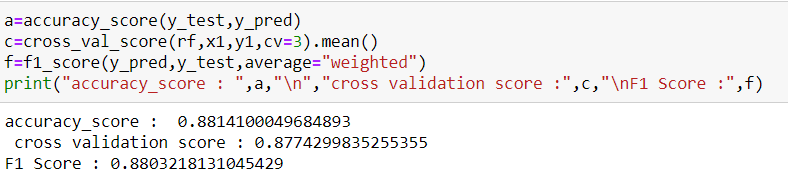 a=accuracy_score(y_test,y_pred)
c=cross_val_score(rf,x1,y1,cv=3).mean()
f=f1_score(y_pred,y_test,average="weighted")
print("accuracy_score : ",a,"\n","cross validation score :",c,"\nF1 Score :",f)
accuracy_score :  0.8814100049684893
 cross validation score : 0.8774299835255355
F1 Score : 0.8803218131045429